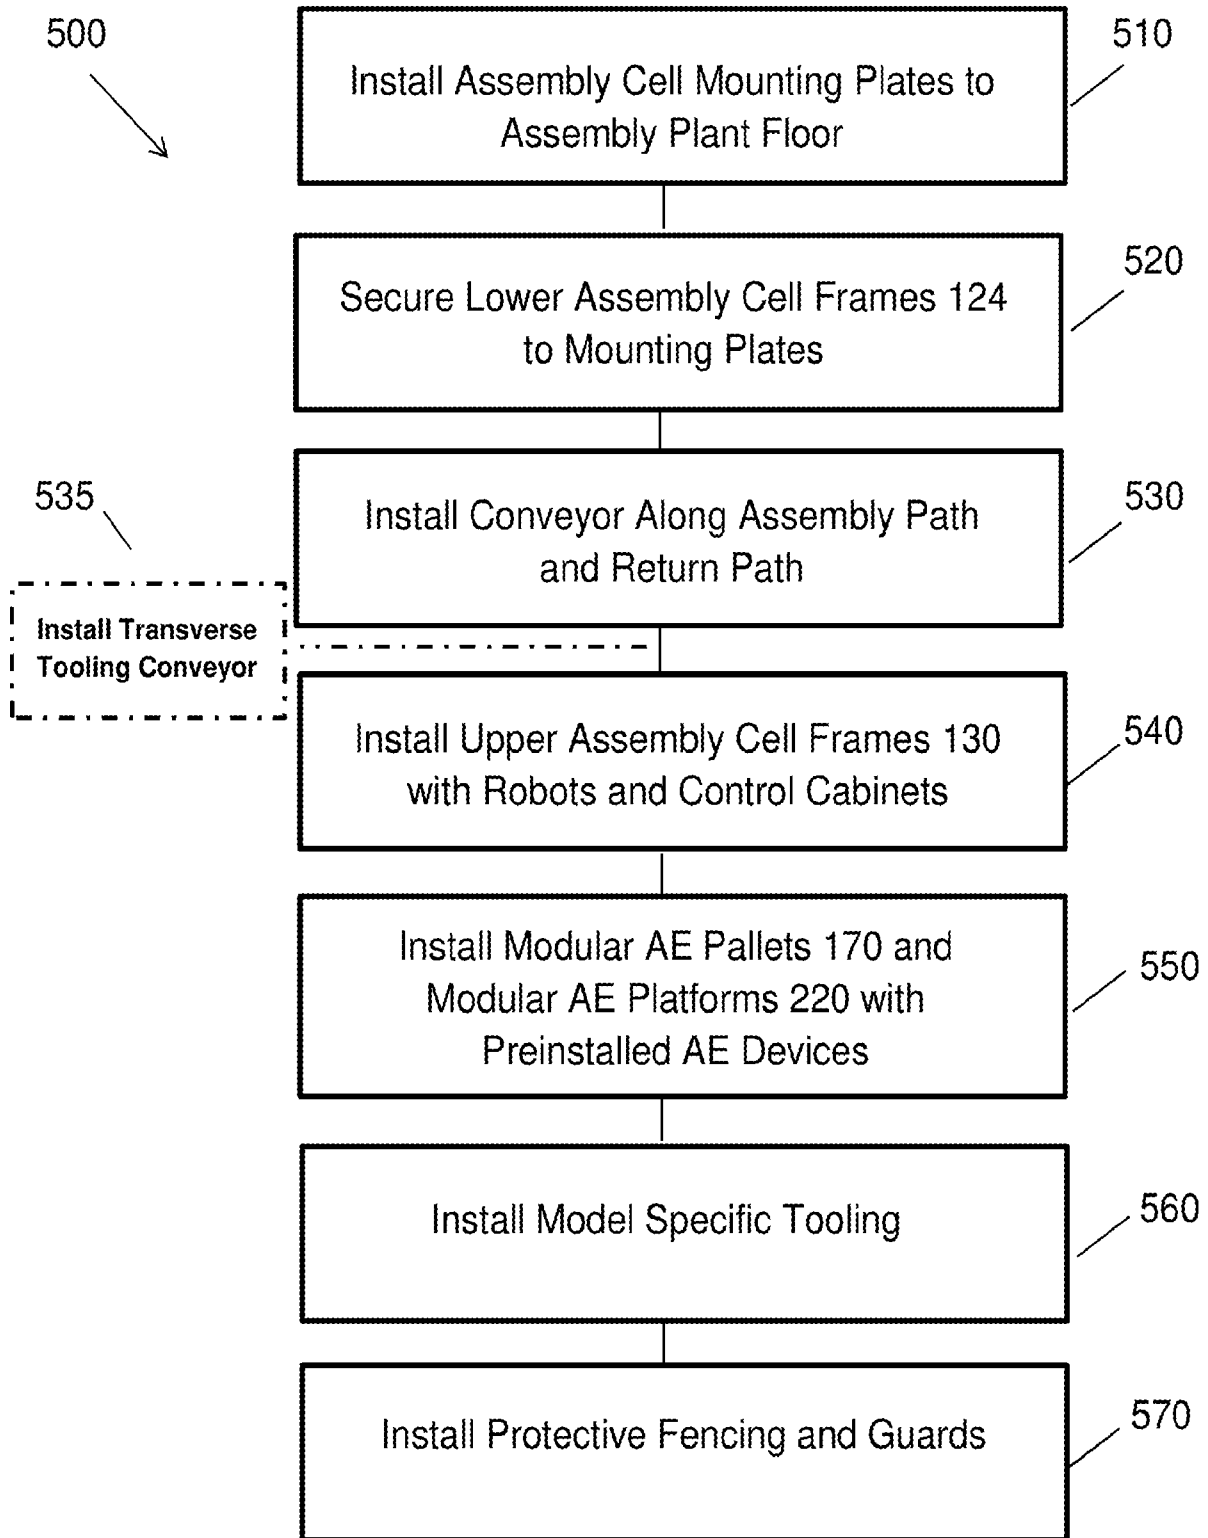 500
510
Install Assembly Cell Mounting Plates to
Assembly Plant Floor
520
Secure Lower Assembly Cell Frames 124
to Mounting Plates
530
Install Conveyor Along Assembly Path
and Return Path
535
Install Transverse
Tooling Conveyor
540
Install Upper Assembly Cell Frames 130
with Robots and Control Cabinets
550
Install Modular AE Pallets 170 and
Modular AE Platforms 220 with
Preinstalled AE Devices
560
Install Model Specific Tooling
570
Install Protective Fencing and Guards